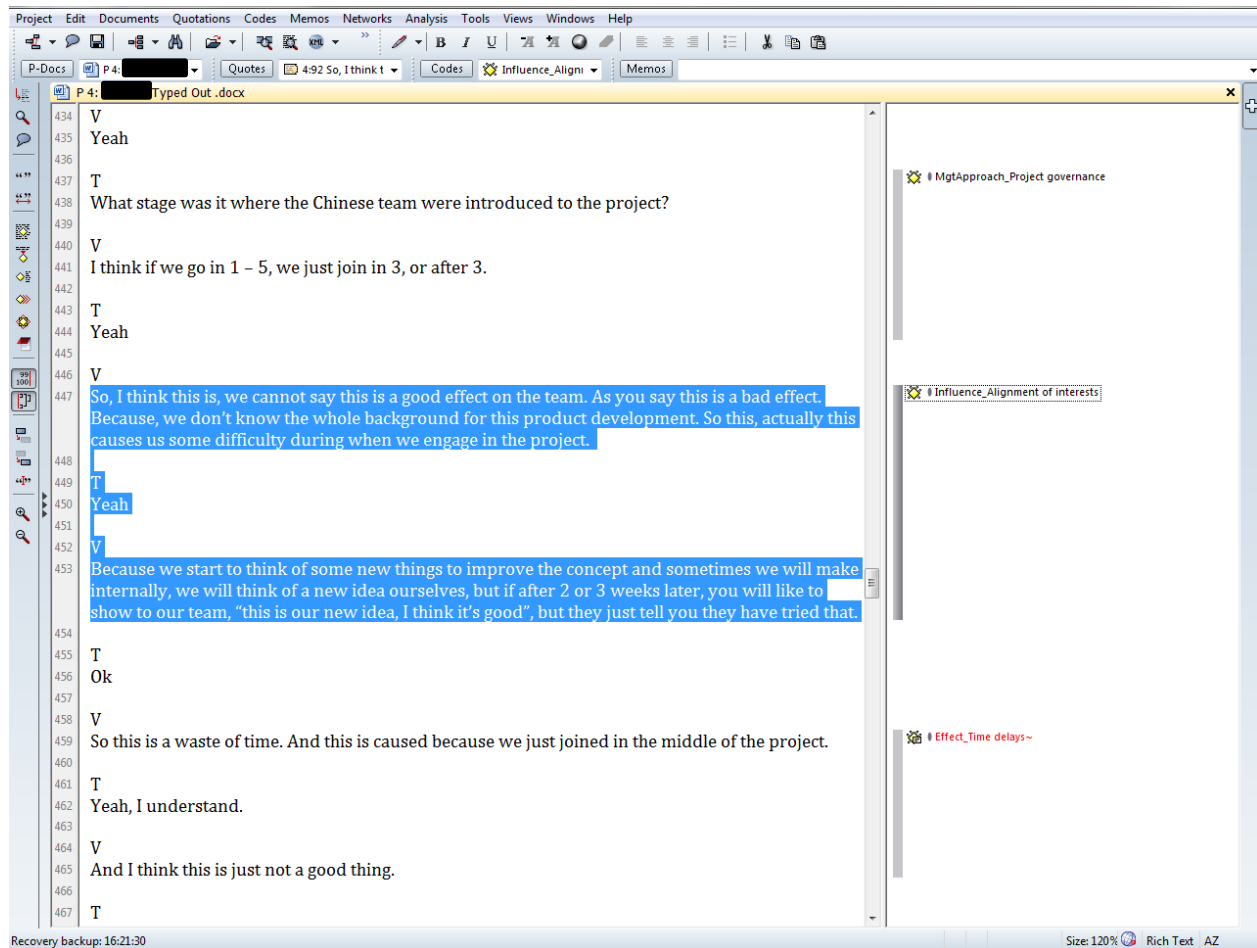 Project Edit Documents Quotations Codes Memos Networks Analysis Tools Views Windows Help
B I U A A
P-Docs P 4: Quotes 4:92 So, I think t Codes Influence_Alignı Memos
P 4: Typed Out .docx
434 V
435 Yeah
436
437 T
MgtApproach_Project governance
438 What stage was it where the Chinese team were introduced to the project?
439
440 V
441 I think if we go in 1 – 5, we just join in 3, or after 3.
442
443 T
444 Yeah
445
446 V
447 So, I think this is, we cannot say this is a good effect on the team. As you say this is a bad effect.
Influence_Alignment of interests
Because, we don’t know the whole background for this product development. So this, actually this
causes us some difficulty during when we engage in the project.
448
449 T
450 Yeah
451
452 V
453 Because we start to think of some new things to improve the concept and sometimes we will make
internally, we will think of a new idea ourselves, but if after 2 or 3 weeks later, you will like to
show to our team, “this is our new idea, I think it’s good”, but they just tell you they have tried that.
454
455 T
456 Ok
457
458 V
459 So this is a waste of time. And this is caused because we just joined in the middle of the project.
Effect_Time delays~
460
461 T
462 Yeah, I understand.
463
464 V
465 And I think this is just not a good thing.
466
467 T
Recovery backup: 16:21:30
Size: 120% Rich Text AZ